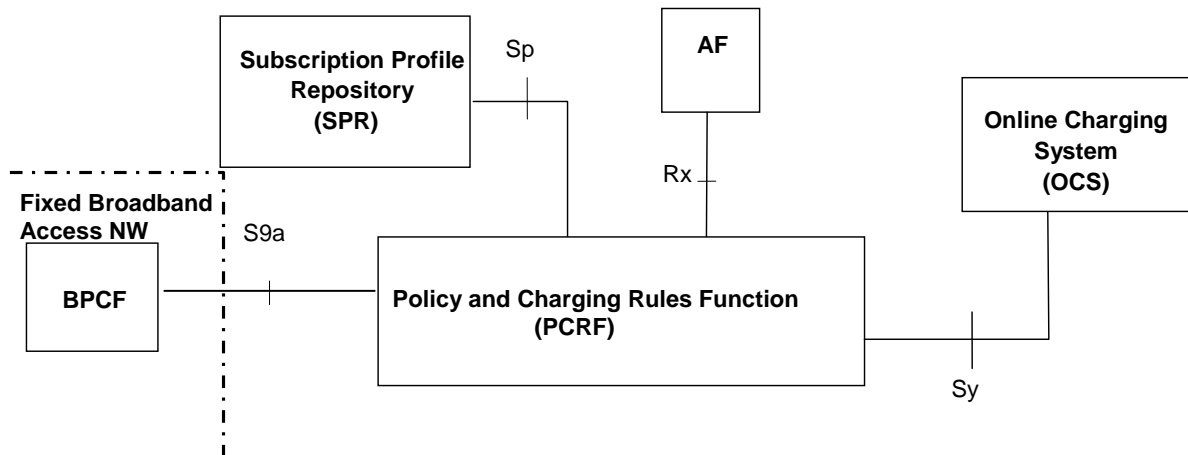 Subscription Profile
Repository
(SPR)
Sp
AF
Online Charging
System
(OCS)
Rx
Fixed Broadband
Access NW
S9a
BPCF
Policy and Charging Rules Function
(PCRF)
Sy